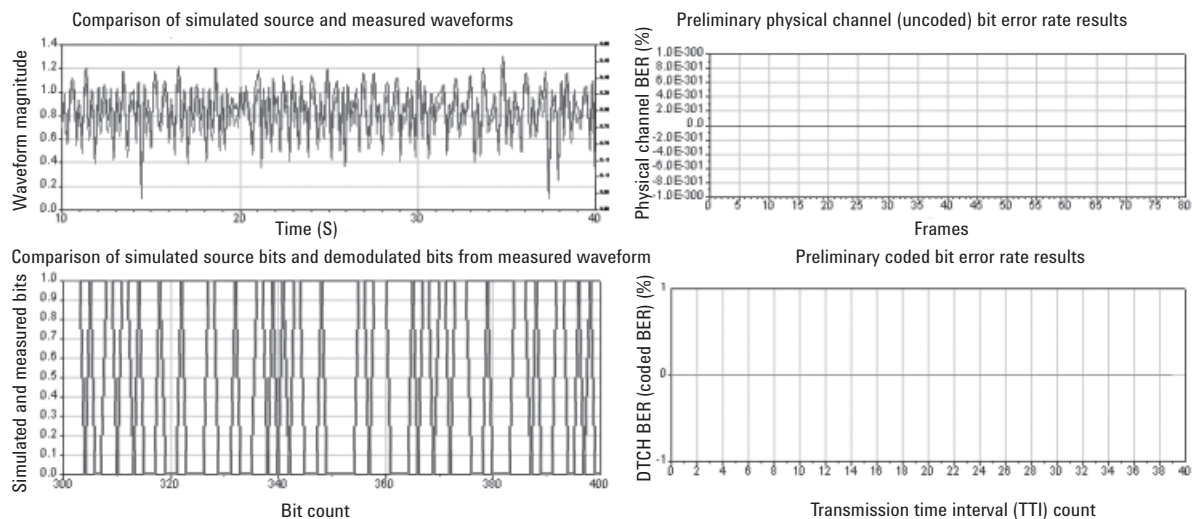 Comparison of simulated source and measured waveforms
Waveform magnitude
1.4
1.2
1.0
0.8
0.6
0.4
0.2
0.0
10 20 30 40
Time (S)
Preliminary physical channel (uncoded) bit error rate results
Physical channel BER (%)
1.0E-300
8.0E-301
6.0E-301
4.0E-301
2.0E-301
0.0
-2.0E-301
-4.0E-301
-6.0E-301
-8.0E-301
-1.0E-300
0 5 10 15 20 25 30 35 40 45 50 55 60 65 70 75 80
Frames
Comparison of simulated source bits and demodulated bits from measured waveform
Simulated and measured bits
1.0
0.9
0.8
0.7
0.6
0.5
0.4
0.3
0.2
0.1
0.0
300 320 340 360 380 400
Bit count
Preliminary coded bit error rate results
DTCH BER (coded BER) (%)
1
0
-1
0 2 4 6 8 10 12 14 16 18 20 22 24 26 28 30 32 34 36 38 40
Transmission time interval (TTI) count